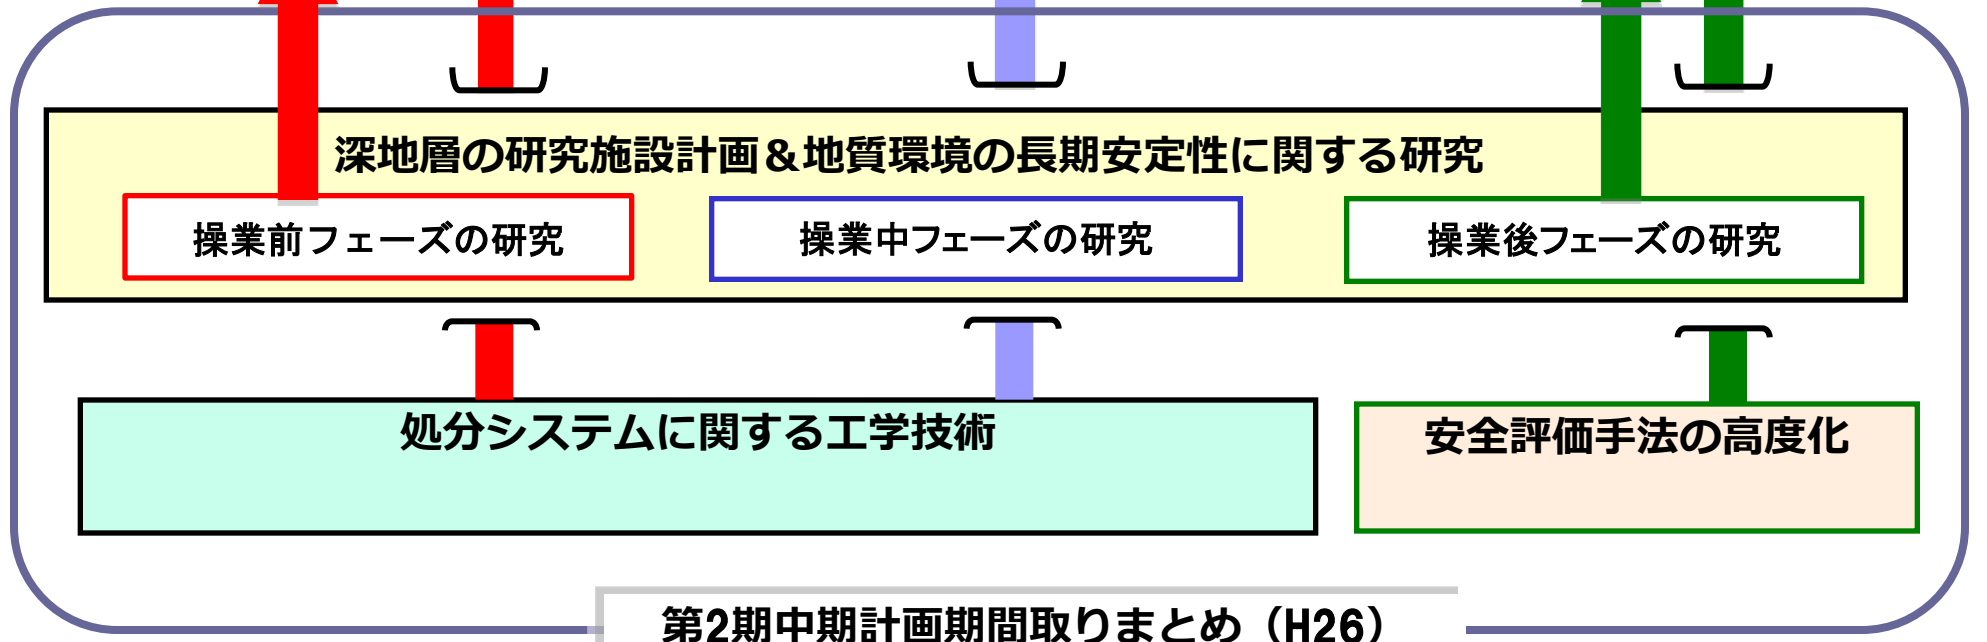 深地層の研究施設計画＆地質環境の長期安定性に関する研究
操業前フェーズの研究
操業中フェーズの研究
操業後フェーズの研究
処分システムに関する工学技術
安全評価手法の高度化
第2期中期計画期間取りまとめ（H26）